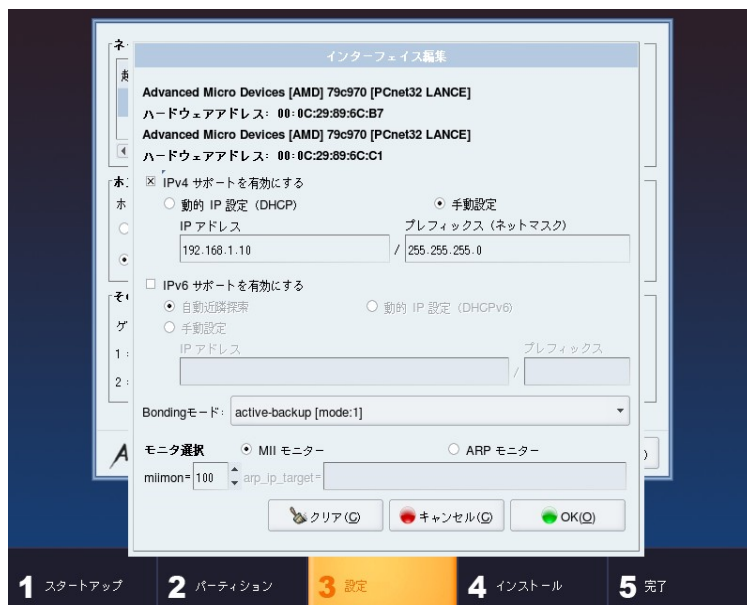 ネ
インターフェイス編集
Advanced Micro Devices [AMD] 79c970 [PCnet32 LANCE]
ハードウェアアドレス: 00:0C:29:89:6C:B7
Advanced Micro Devices [AMD] 79c970 [PCnet32 LANCE]
ハードウェアアドレス: 00:0C:29:89:6C:C1
ホ
IPv4 サポートを有効にする
ホ
動的 IP 設定 (DHCP)
手動設定
IP アドレス
プレフィックス (ネットマスク)
192.168.1.10
/
255.255.255.0
IPv6 サポートを有効にする
そ
自動近隣探索
動的 IP 設定 (DHCPv6)
ゲ
手動設定
1:
IP アドレス
プレフィックス
/
2:
Bondingモード:
active-backup [mode:1]
モニタ選択
MII モニター
ARP モニター
miimon=
100
arp_ip_target=
クリア(C)
キャンセル(C)
OK(O)
1 スタートアップ
2 パーティション
3 設定
4 インストール
5 完了